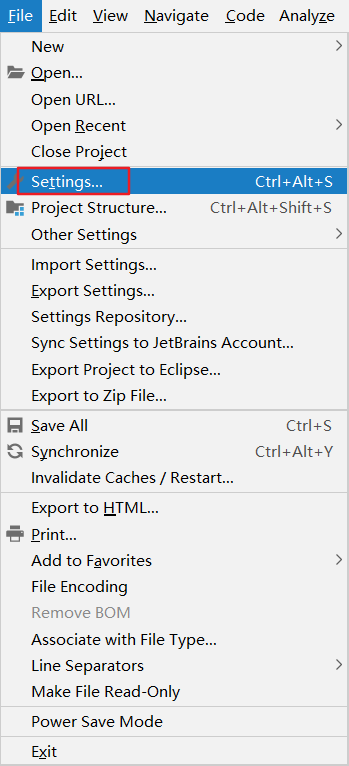 File Edit View Navigate Code Analyze
New
Open...
Open URL...
Open Recent
Close Project
Settings... Ctrl+Alt+S
Project Structure... Ctrl+Alt+Shift+S
Other Settings
Import Settings...
Export Settings...
Settings Repository...
Sync Settings to JetBrains Account...
Export Project to Eclipse...
Export to Zip File...
Save All Ctrl+S
Synchronize Ctrl+Alt+Y
Invalidate Caches / Restart...
Export to HTML...
Print...
Add to Favorites
File Encoding
Remove BOM
Associate with File Type...
Line Separators
Make File Read-Only
Power Save Mode
Exit